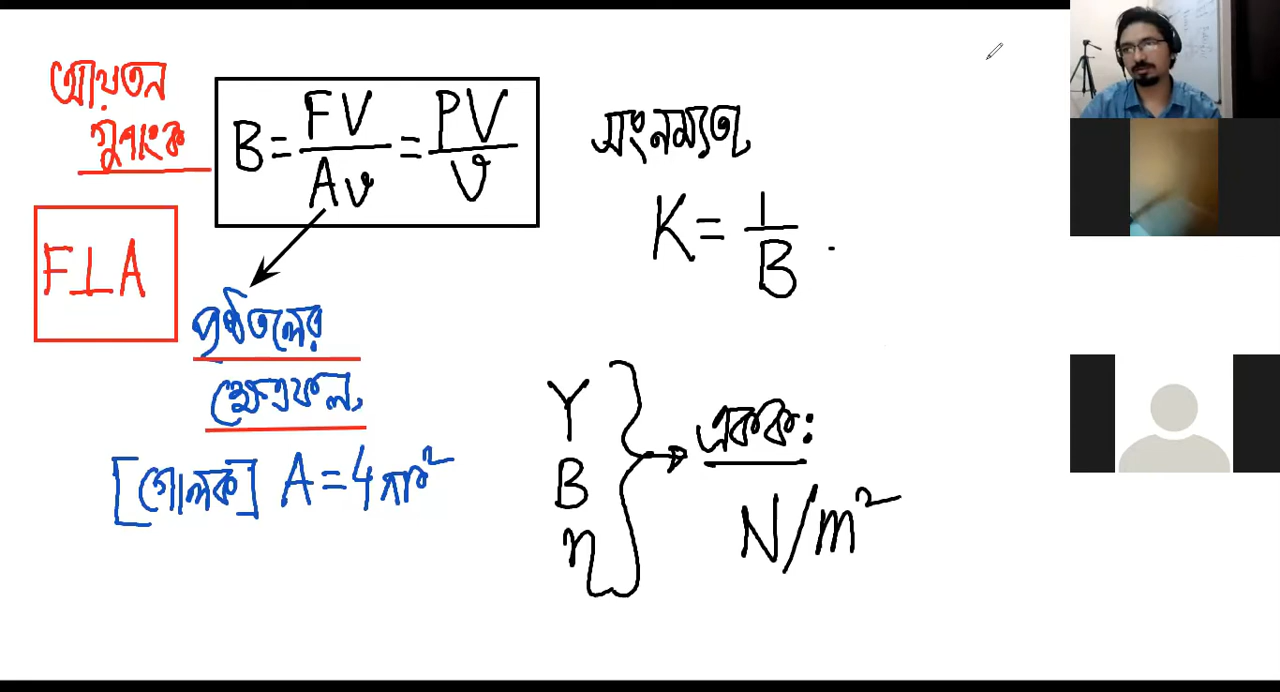 আয়তন
গুণাংক
B = FV/Av = PV/v
F⊥A
পৃষ্ঠতলের
ক্ষেত্রফল,
[গোলক] A = 4πr²
সংনম্যতা
K = 1/B
Y
B
η
একক:
N/m²